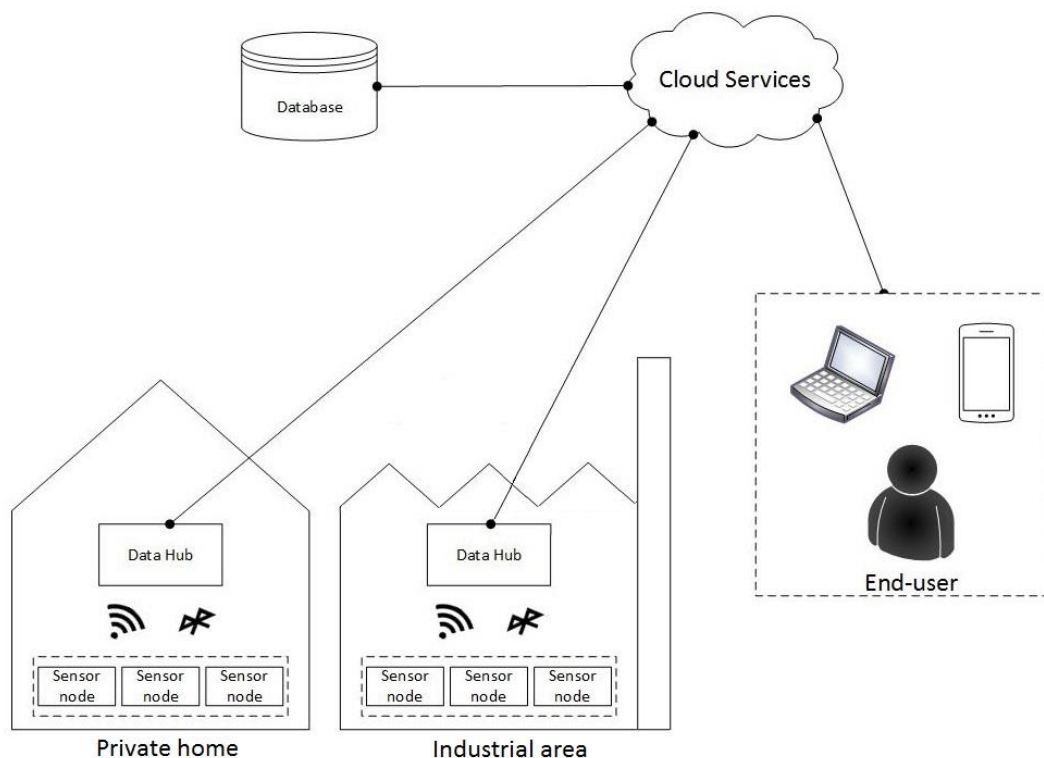 Database
Cloud Services
Data Hub
Data Hub
End-user
Sensor
node
Sensor
node
Sensor
node
Sensor
node
Sensor
node
Sensor
node
Private home
Industrial area